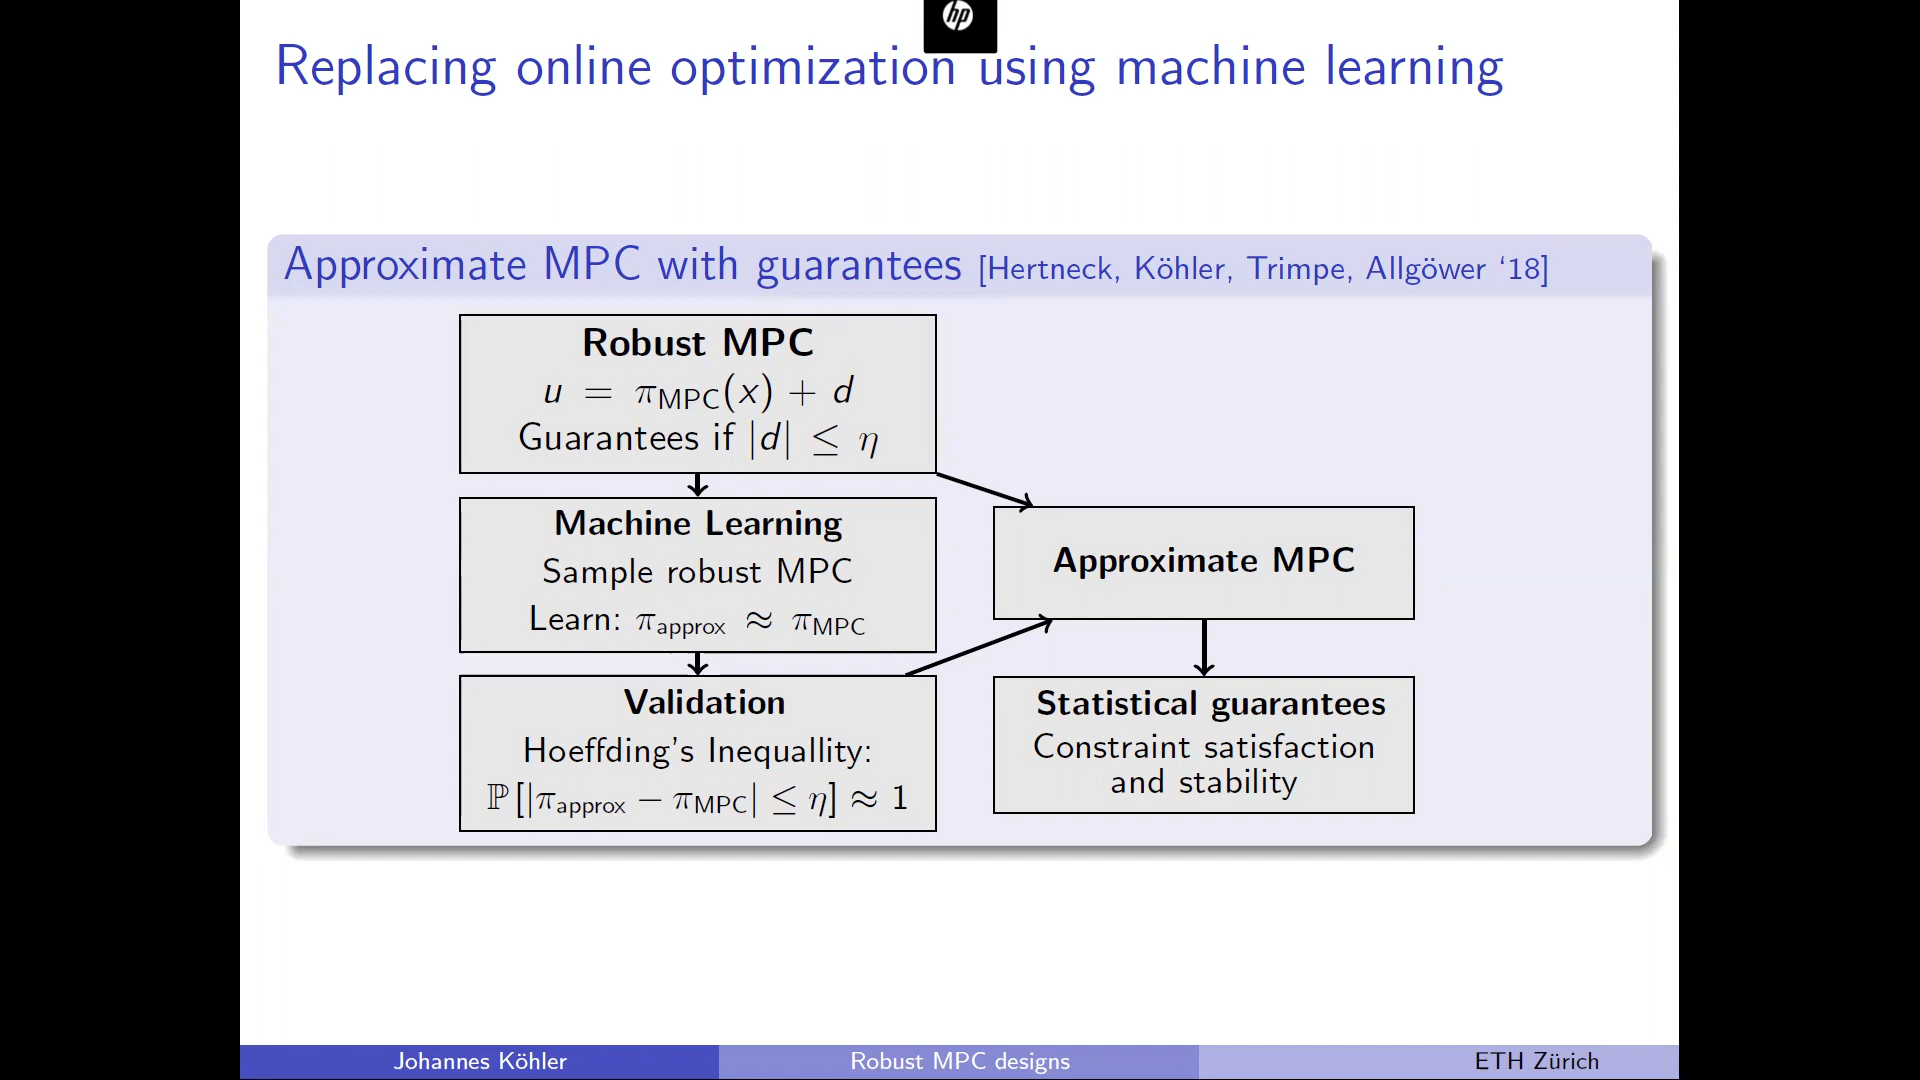 hp
Replacing online optimization using machine learning
Approximate MPC with guarantees [Hertneck, Köhler, Trimpe, Allgöwer ‘18]
Robust MPC
u = π_MPC(x) + d
Guarantees if |d| ≤ η
Machine Learning
Sample robust MPC
Learn: π_approx ≈ π_MPC
Validation
Hoeffding's Inequallity:
ℙ[|π_approx − π_MPC| ≤ η] ≈ 1
Approximate MPC
Statistical guarantees
Constraint satisfaction
and stability
Johannes Köhler
Robust MPC designs
ETH Zürich